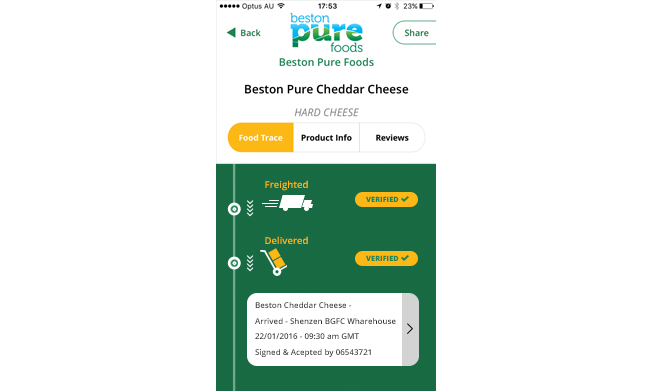 Optus AU
17:53
23%
Back
beston
pure
foods
Share
Beston Pure Foods
Beston Pure Cheddar Cheese
HARD CHEESE
Food Trace
Product Info
Reviews
Freighted
VERIFIED
Delivered
VERIFIED
Beston Cheddar Cheese -
Arrived - Shenzen BGFC Wharehouse
22/01/2016 - 09:30 am GMT
Signed & Acepted by 06543721